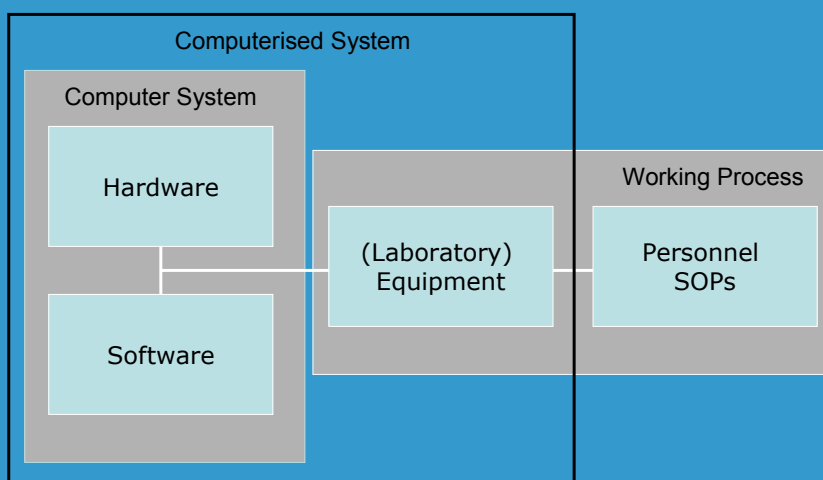 Computerised System
Computer System
Hardware
Software
Working Process
(Laboratory)
Equipment
Personnel
SOPs